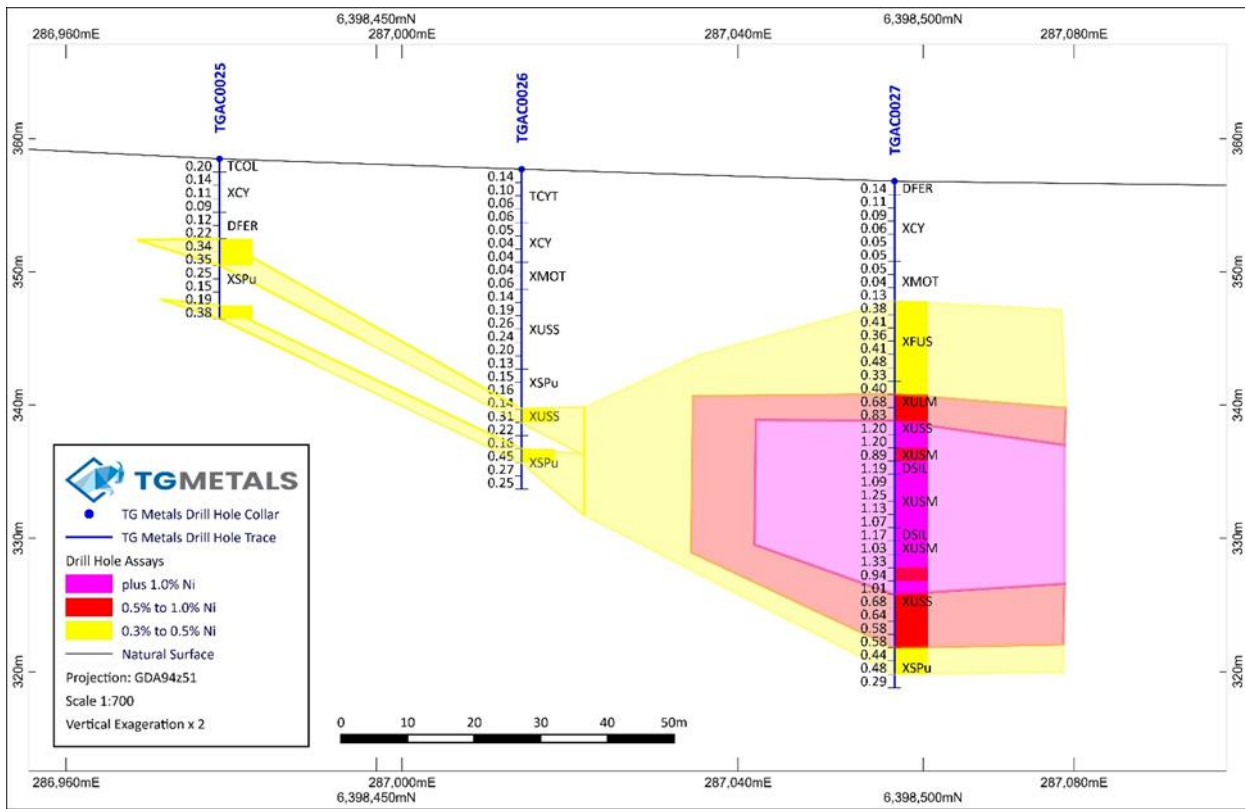 6,398,450mN 6,398,500mN
286,960mE 287,000mE 287,040mE 287,080mE
TGAC0025
TGAC0026
TGAC0027
360m
350m
340m
330m
320m
360m
350m
340m
330m
320m
0.20 TCOL
0.14
0.11 XCY
0.09
0.12 DFER
0.22
0.34
0.35
0.25 XSPu
0.15
0.19
0.38
0.14
0.10 TCYT
0.06
0.06
0.05
0.04 XCY
0.04 XMOT
0.06
0.14
0.19
0.26 XUSS
0.24
0.20
0.13
0.15 XSPu
0.16
0.14
0.31 XUSS
0.22
0.16
0.45 XSPu
0.27
0.25
0.14 DFER
0.11
0.09
0.06 XCY
0.05
0.05
0.04 XMOT
0.13
0.38
0.41
0.36 XFUS
0.41
0.48
0.33
0.40
0.68 XULM
0.83
1.20 XUSS
1.20
0.89 XUSM
1.19 DSIL
1.09
1.25
1.13 XUSM
1.07
1.17 DSIL
1.03 XUSM
1.33
0.94
1.01
0.68 XUSS
0.64
0.58
0.58
0.44
0.48 XSPu
0.29
TGMETALS
TG Metals Drill Hole Collar
TG Metals Drill Hole Trace
Drill Hole Assays
plus 1.0% Ni
0.5% to 1.0% Ni
0.3% to 0.5% Ni
Natural Surface
Projection: GDA94z51
Scale 1:700
Vertical Exageration x 2
0 10 20 30 40 50m
286,960mE 287,000mE 287,040mE 287,080mE
6,398,450mN 6,398,500mN